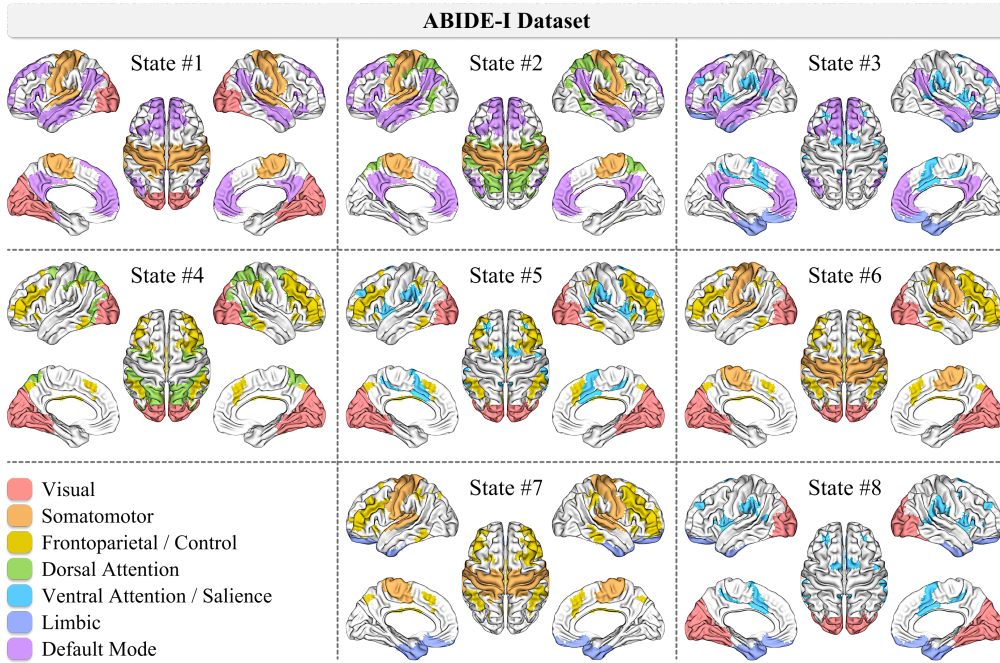 ABIDE-I Dataset
State #1
State #2
State #3
State #4
State #5
State #6
State #7
State #8
Visual
Somatomotor
Frontoparietal / Control
Dorsal Attention
Ventral Attention / Salience
Limbic
Default Mode